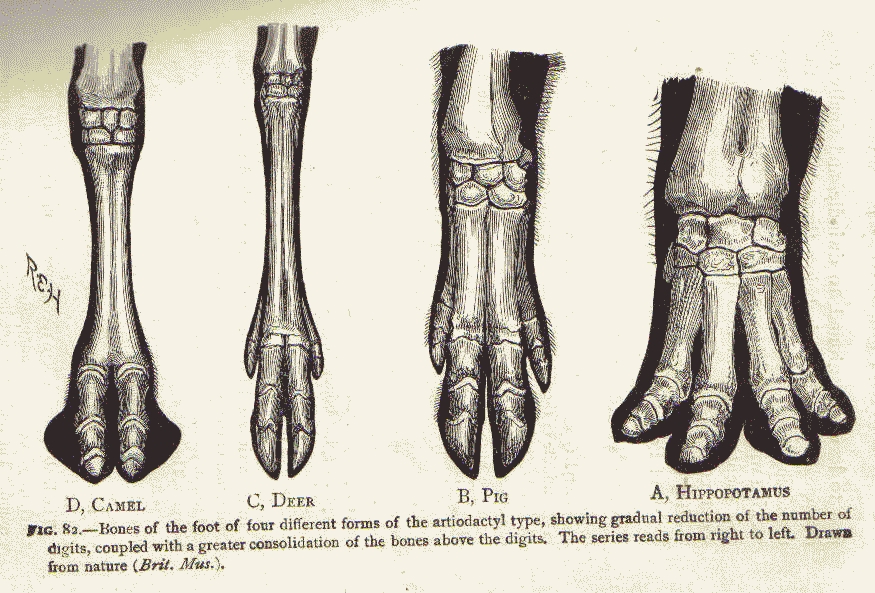 REH
D, CAMEL
C, DEER
B, PIG
A, HIPPOPOTAMUS
FIG. 82.—Bones of the foot of four different forms of the artiodactyl type, showing gradual reduction of the number of
digits, coupled with a greater consolidation of the bones above the digits. The series reads from right to left. Drawn
from nature (Brit. Mus.).